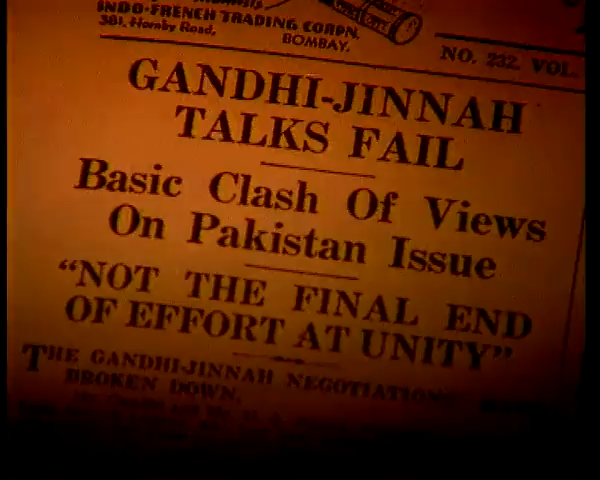 INDO-FRENCH TRADING CORPN.
381, Hornby Road,
BOMBAY.
NO. 232. VOL.
GANDHI-JINNAH
TALKS FAIL
Basic Clash Of Views
On Pakistan Issue
"NOT THE FINAL END
OF EFFORT AT UNITY"
THE GANDHI-JINNAH NEGOTIATIONS
BROKEN DOWN.